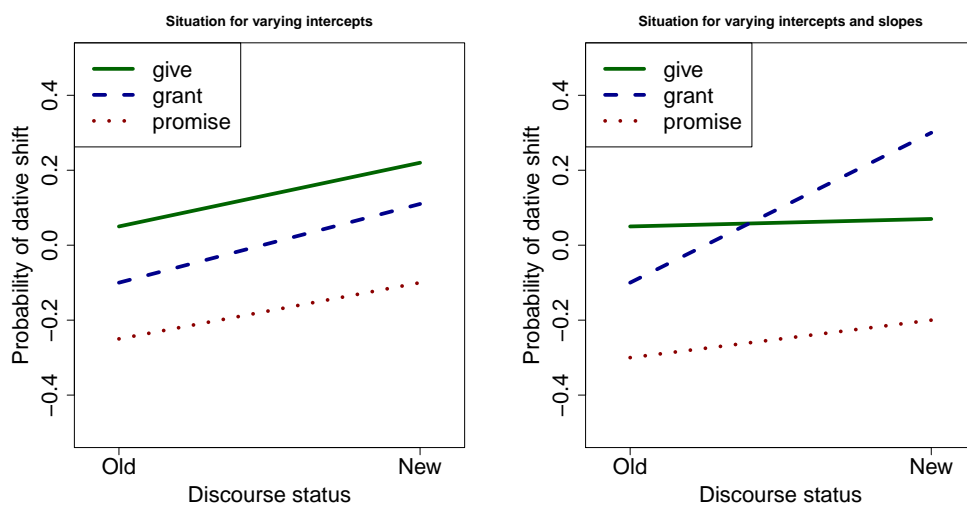 Situation for varying intercepts
give
grant
promise
Probability of dative shift
0.4
0.2
0.0
−0.2
−0.4
Old
New
Discourse status
Situation for varying intercepts and slopes
give
grant
promise
Probability of dative shift
0.4
0.2
0.0
−0.2
−0.4
Old
New
Discourse status